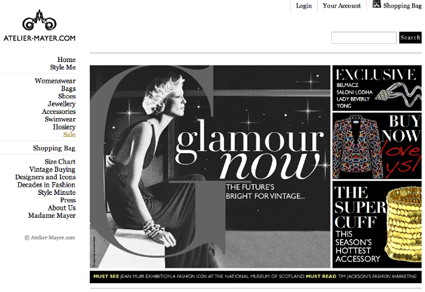 Login
Your Account
Shopping Bag
ATELIER-MAYER.COM
Search
Home
Style Me
Womenswear
Bags
Shoes
Jewellery
Accessories
Swimwear
Hosiery
Sale
Shopping Bag
Size Chart
Vintage Buying
Designers and Icons
Decades in Fashion
Style Minute
Press
About Us
Madame Mayer
© Atelier-Mayer.com
G
glamour
now
THE FUTURE'S
BRIGHT FOR VINTAGE...
EXCLUSIVE
BELMACZ
SALONI LODHA
LADY BEVERLY
YONG
BUY
NOW
love
ysl!
THE
SUPER
CUFF
THIS
SEASON'S
HOTTEST
ACCESSORY
MUST SEE JEAN MUIR EXHIBITION A FASHION ICON AT THE NATIONAL MUSEUM OF SCOTLAND MUST READ TIM JACKSON'S FASHION MARKETING